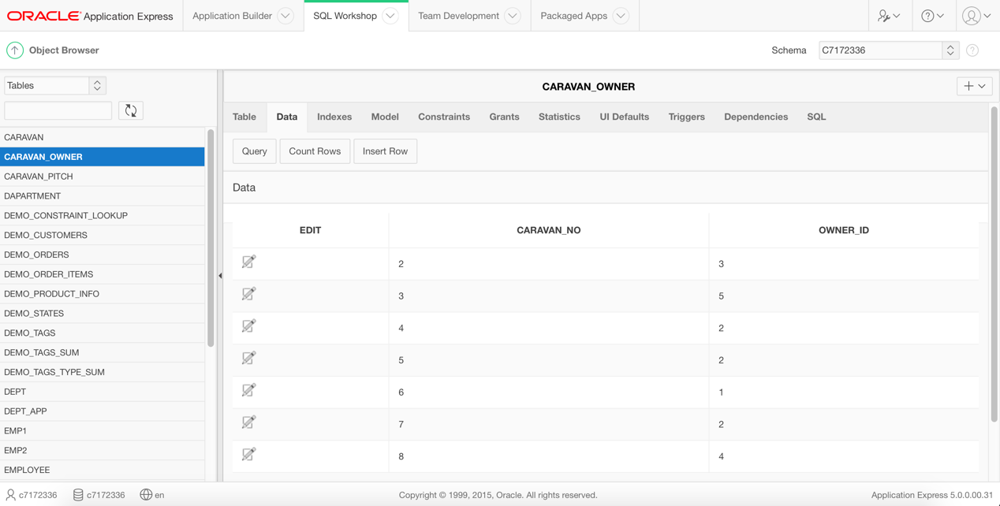 ORACLE® Application Express Application Builder SQL Workshop Team Development Packaged Apps
Object Browser Schema C7172336
Tables
CARAVAN
CARAVAN_OWNER
CARAVAN_PITCH
DAPARTMENT
DEMO_CONSTRAINT_LOOKUP
DEMO_CUSTOMERS
DEMO_ORDERS
DEMO_ORDER_ITEMS
DEMO_PRODUCT_INFO
DEMO_STATES
DEMO_TAGS
DEMO_TAGS_SUM
DEMO_TAGS_TYPE_SUM
DEPT
DEPT_APP
EMP1
EMP2
EMPLOYEE
CARAVAN_OWNER
Table Data Indexes Model Constraints Grants Statistics UI Defaults Triggers Dependencies SQL
Query Count Rows Insert Row
Data
EDIT CARAVAN_NO OWNER_ID
2 3
3 5
4 2
5 2
6 1
7 2
8 4
c7172336 c7172336 en Copyright © 1999, 2015, Oracle. All rights reserved. Application Express 5.0.0.00.31